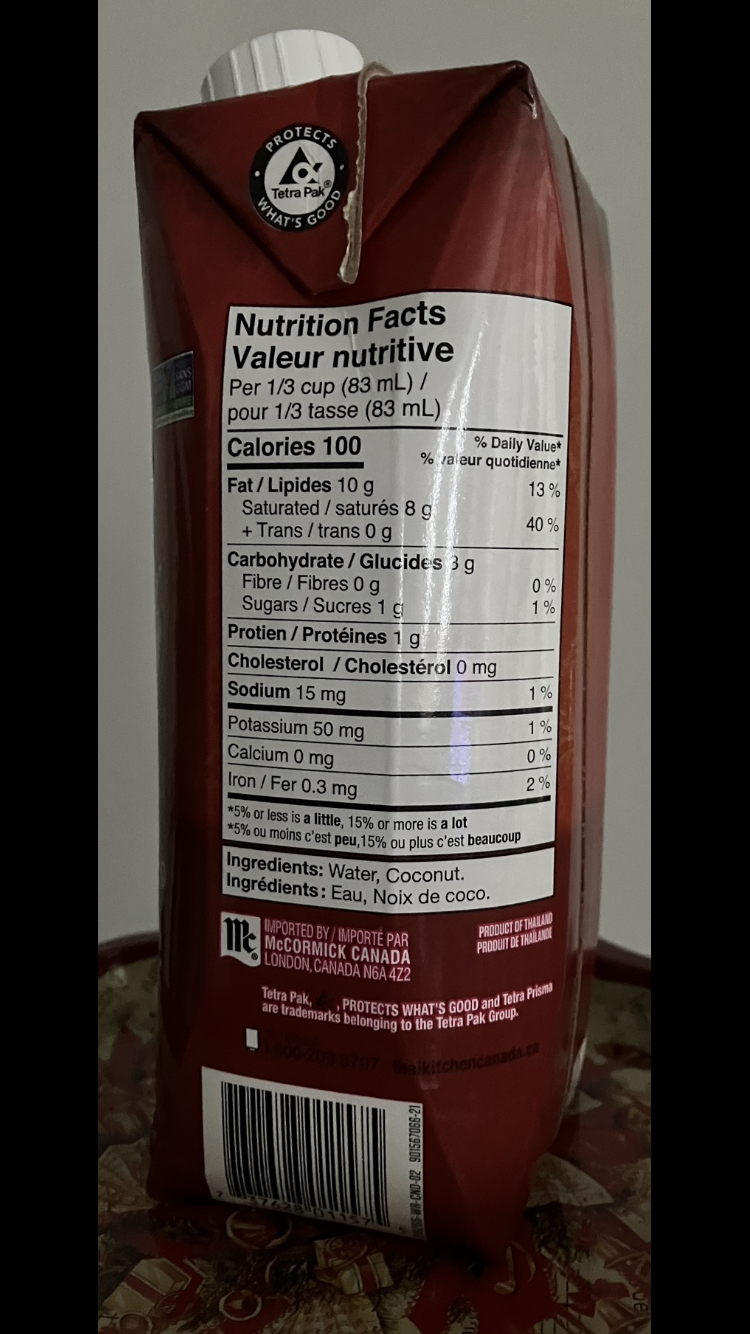 PROTECTS
Tetra Pak®
WHAT'S GOOD
Nutrition Facts
Valeur nutritive
Per 1/3 cup (83 mL) /
pour 1/3 tasse (83 mL)
Calories 100
% Daily Value*
% valeur quotidienne*
Fat / Lipides 10 g 13 %
Saturated / saturés 8 g
+ Trans / trans 0 g 40 %
Carbohydrate / Glucides 3 g
Fibre / Fibres 0 g 0 %
Sugars / Sucres 1 g 1 %
Protien / Protéines 1 g
Cholesterol / Cholestérol 0 mg
Sodium 15 mg 1 %
Potassium 50 mg 1 %
Calcium 0 mg 0 %
Iron / Fer 0.3 mg 2 %
*5% or less is a little, 15% or more is a lot
*5% ou moins c'est peu,15% ou plus c'est beaucoup
Ingredients: Water, Coconut.
Ingrédients: Eau, Noix de coco.
Mc®
IMPORTED BY / IMPORTÉ PAR
McCORMICK CANADA
LONDON, CANADA N6A 4Z2
PRODUCT OF THAILAND
PRODUIT DE THAÏLANDE
Tetra Pak, , PROTECTS WHAT'S GOOD and Tetra Prisma
are trademarks belonging to the Tetra Pak Group.
thaikitchencanada.ca
901567066-21